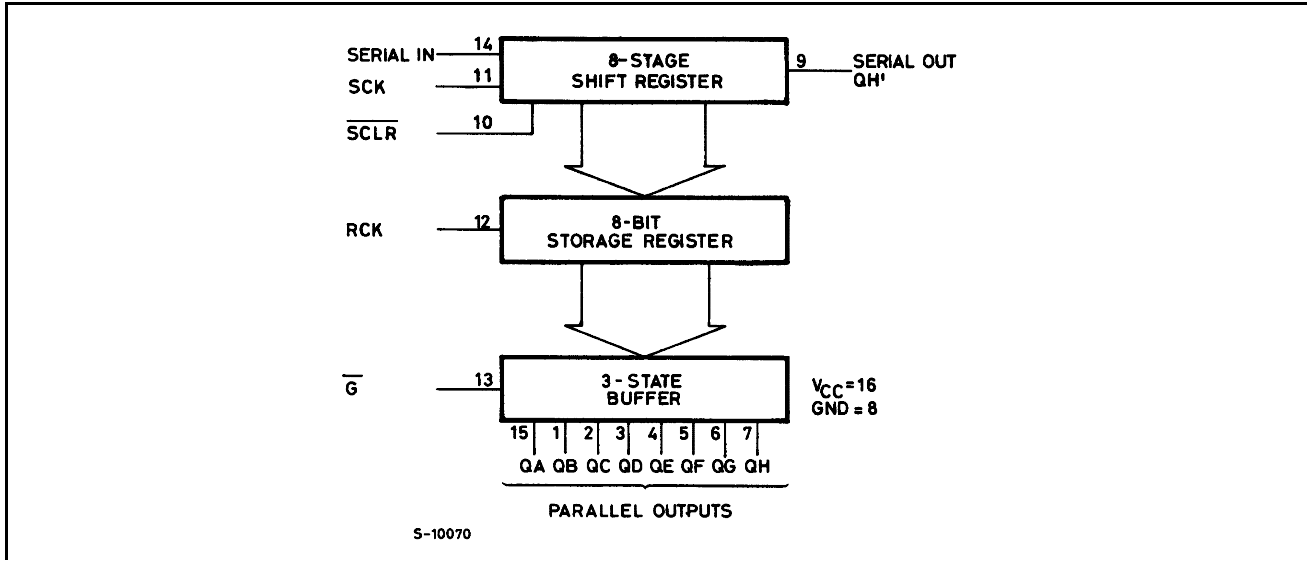 SERIAL IN 14
SCK 11
S̅C̅L̅R̅ 10
8-STAGE
SHIFT REGISTER
9 SERIAL OUT
QH'
RCK 12
8-BIT
STORAGE REGISTER
G̅ 13
3-STATE
BUFFER
VCC=16
GND=8
15 1 2 3 4 5 6 7
QA QB QC QD QE QF QG QH
PARALLEL OUTPUTS
S-10070